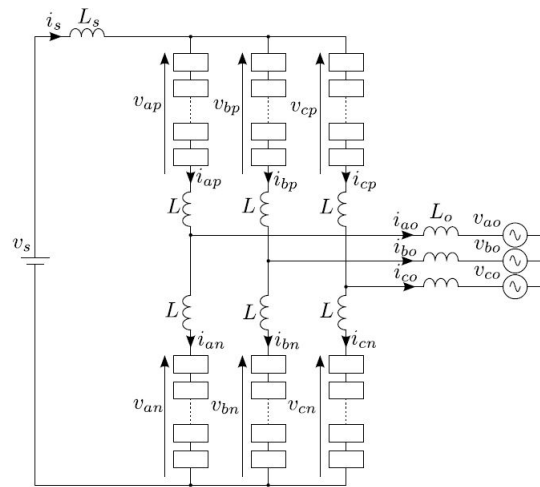 i_s L_s
v_ap v_bp v_cp
i_ap i_bp i_cp
L L L
i_ao L_o v_ao
i_bo v_bo
i_co v_co
v_s
L L L
i_an i_bn i_cn
v_an v_bn v_cn